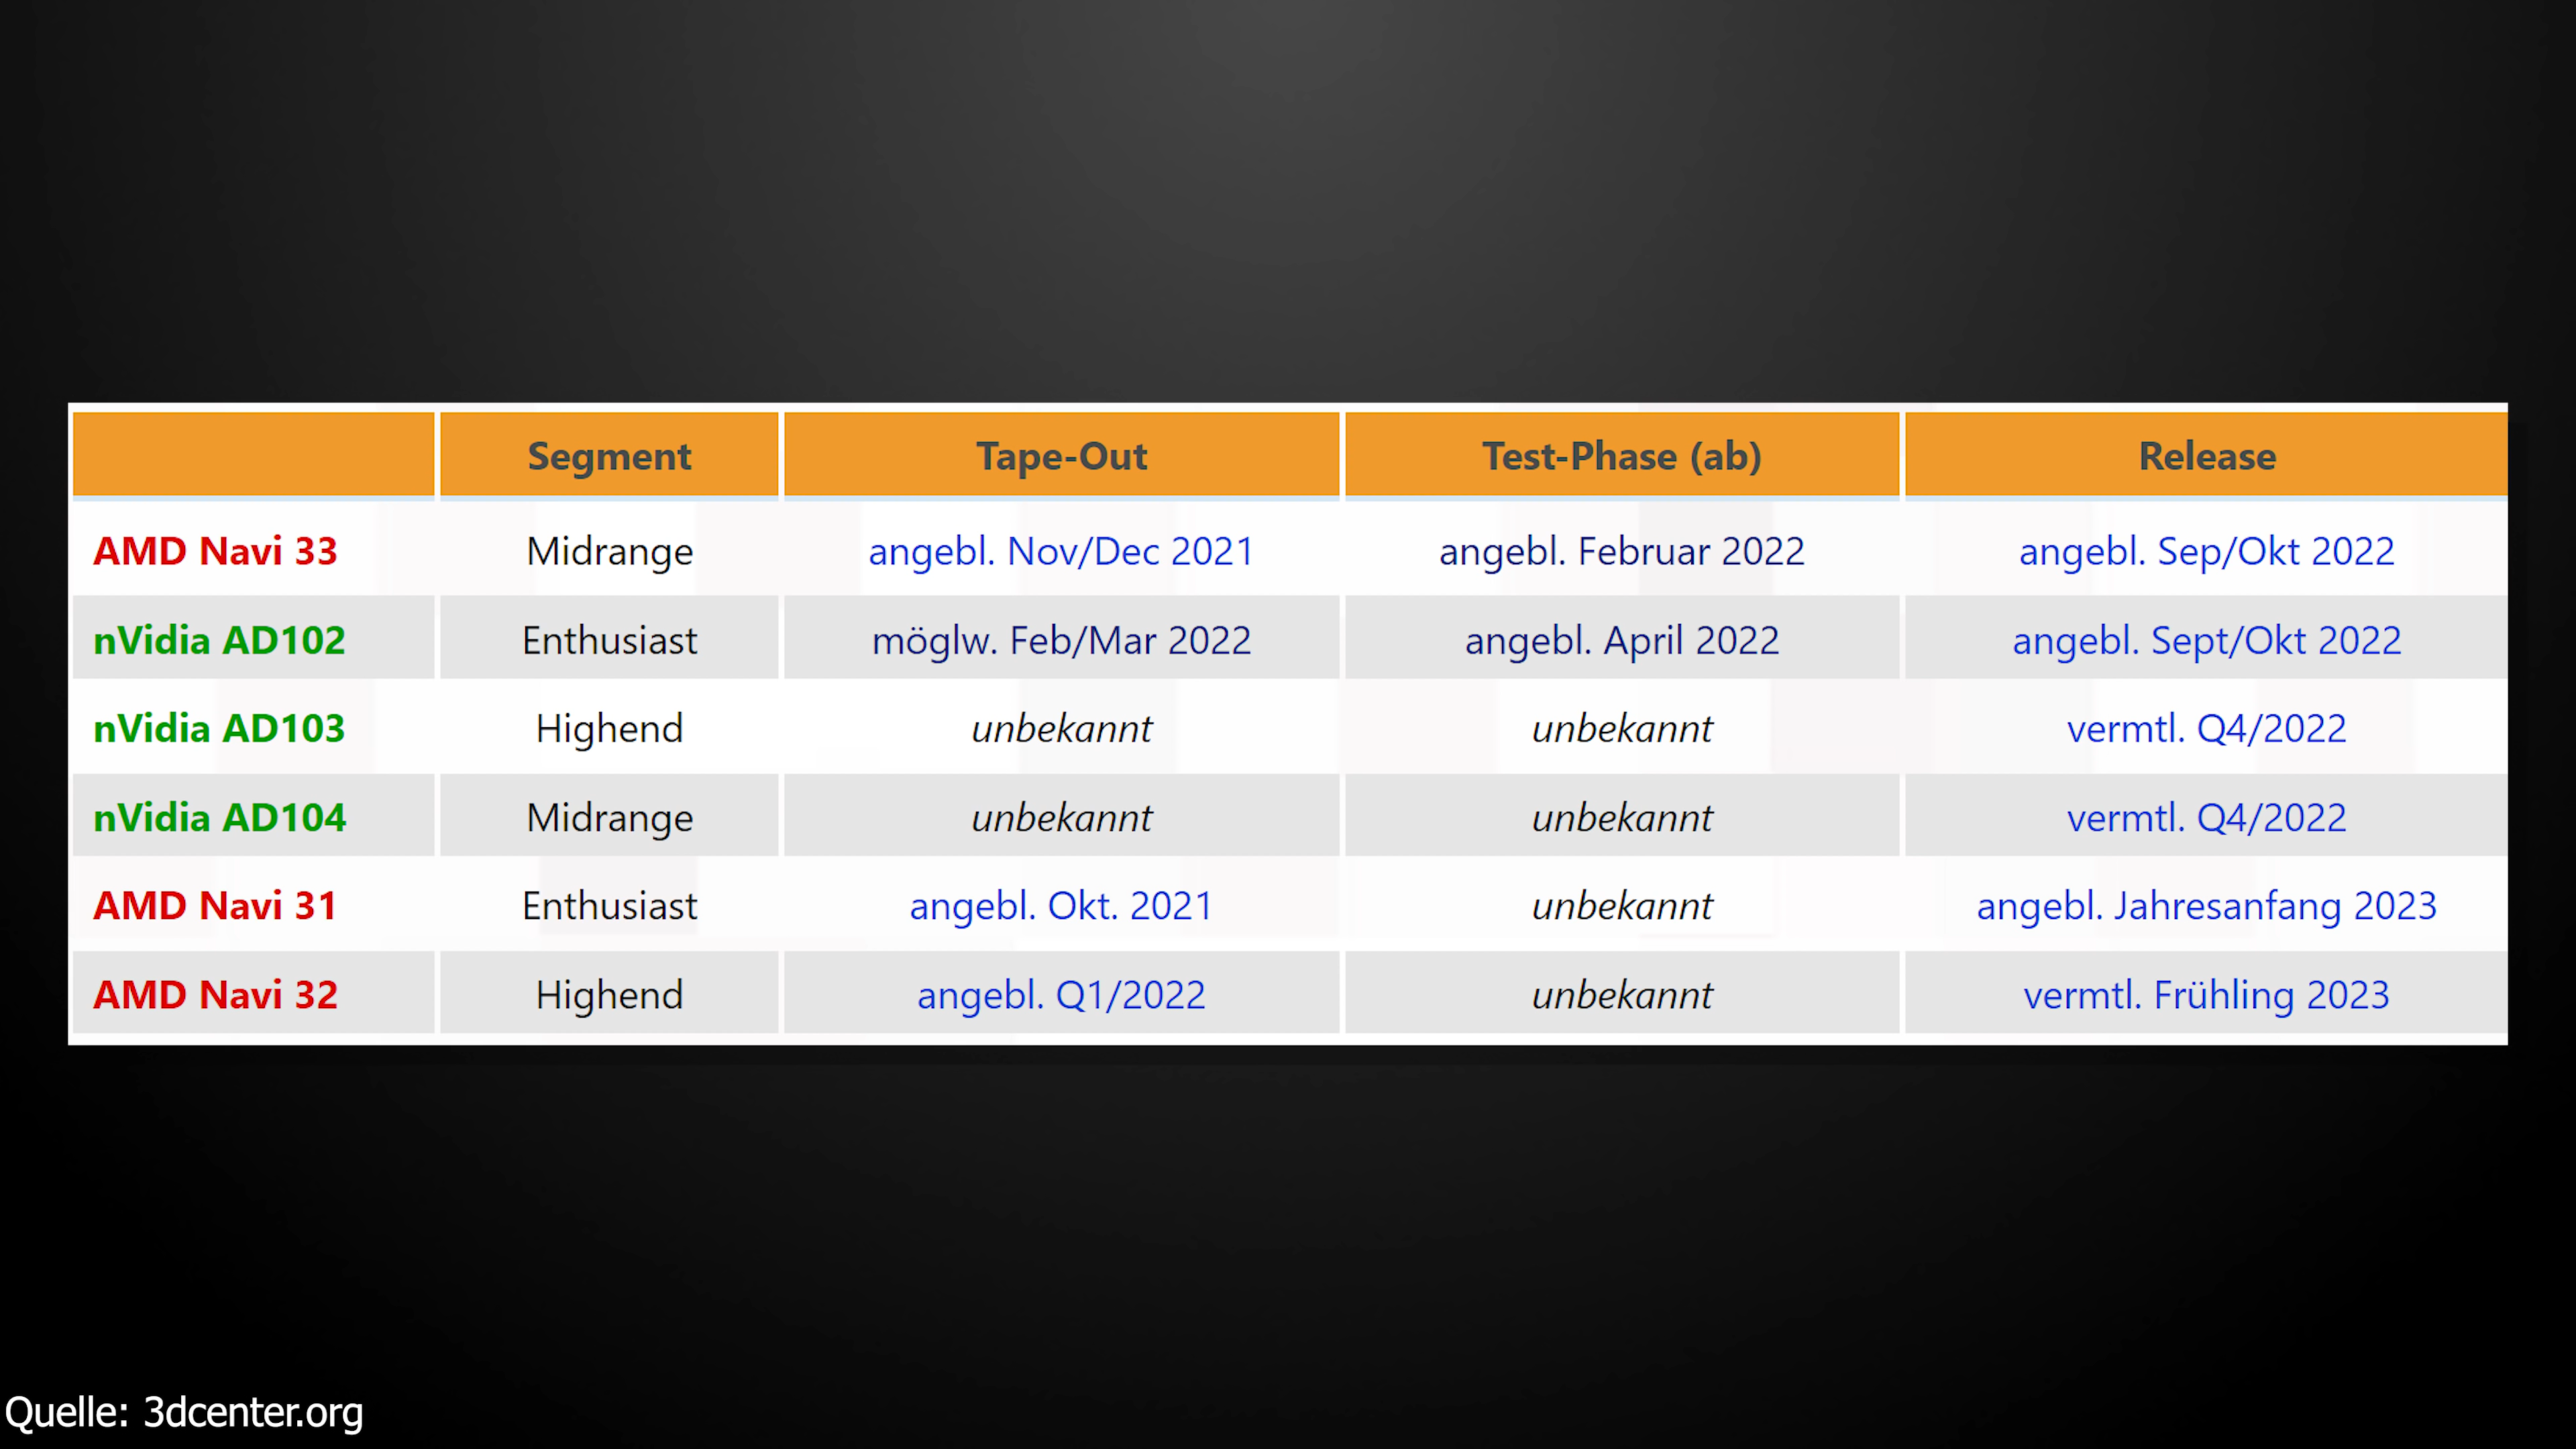 Segment Tape-Out Test-Phase (ab) Release
AMD Navi 33 Midrange angebl. Nov/Dec 2021 angebl. Februar 2022 angebl. Sep/Okt 2022
nVidia AD102 Enthusiast möglw. Feb/Mar 2022 angebl. April 2022 angebl. Sept/Okt 2022
nVidia AD103 Highend unbekannt unbekannt vermtl. Q4/2022
nVidia AD104 Midrange unbekannt unbekannt vermtl. Q4/2022
AMD Navi 31 Enthusiast angebl. Okt. 2021 unbekannt angebl. Jahresanfang 2023
AMD Navi 32 Highend angebl. Q1/2022 unbekannt vermtl. Frühling 2023
Quelle: 3dcenter.org